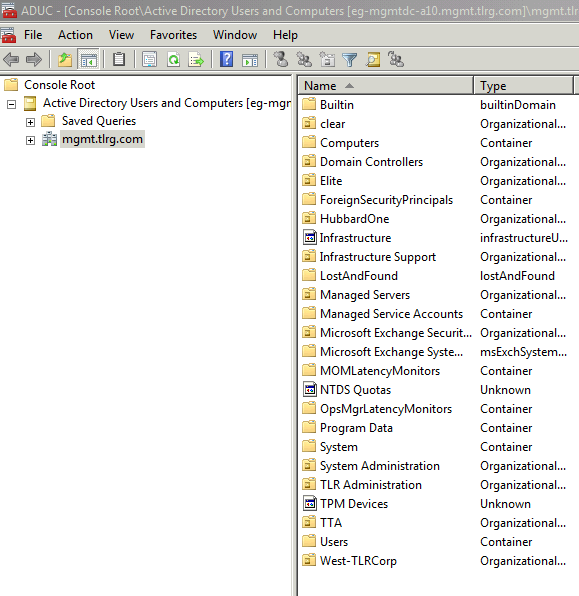 ADUC - [Console Root\Active Directory Users and Computers [eg-mgmtdc-a10.mgmt.tlrg.com]\mgmt.tlr
File Action View Favorites Window Help
Console Root
Active Directory Users and Computers [eg-mgr
Saved Queries
mgmt.tlrg.com
Name Type
Builtin builtinDomain
clear Organizational...
Computers Container
Domain Controllers Organizational...
Elite Organizational...
ForeignSecurityPrincipals Container
HubbardOne Organizational...
Infrastructure infrastructureU...
Infrastructure Support Organizational...
LostAndFound lostAndFound
Managed Servers Organizational...
Managed Service Accounts Container
Microsoft Exchange Securit... Organizational...
Microsoft Exchange Syste... msExchSystem...
MOMLatencyMonitors Container
NTDS Quotas Unknown
OpsMgrLatencyMonitors Container
Program Data Container
System Container
System Administration Organizational...
TLR Administration Organizational...
TPM Devices Unknown
TTA Organizational...
Users Container
West-TLRCorp Organizational...